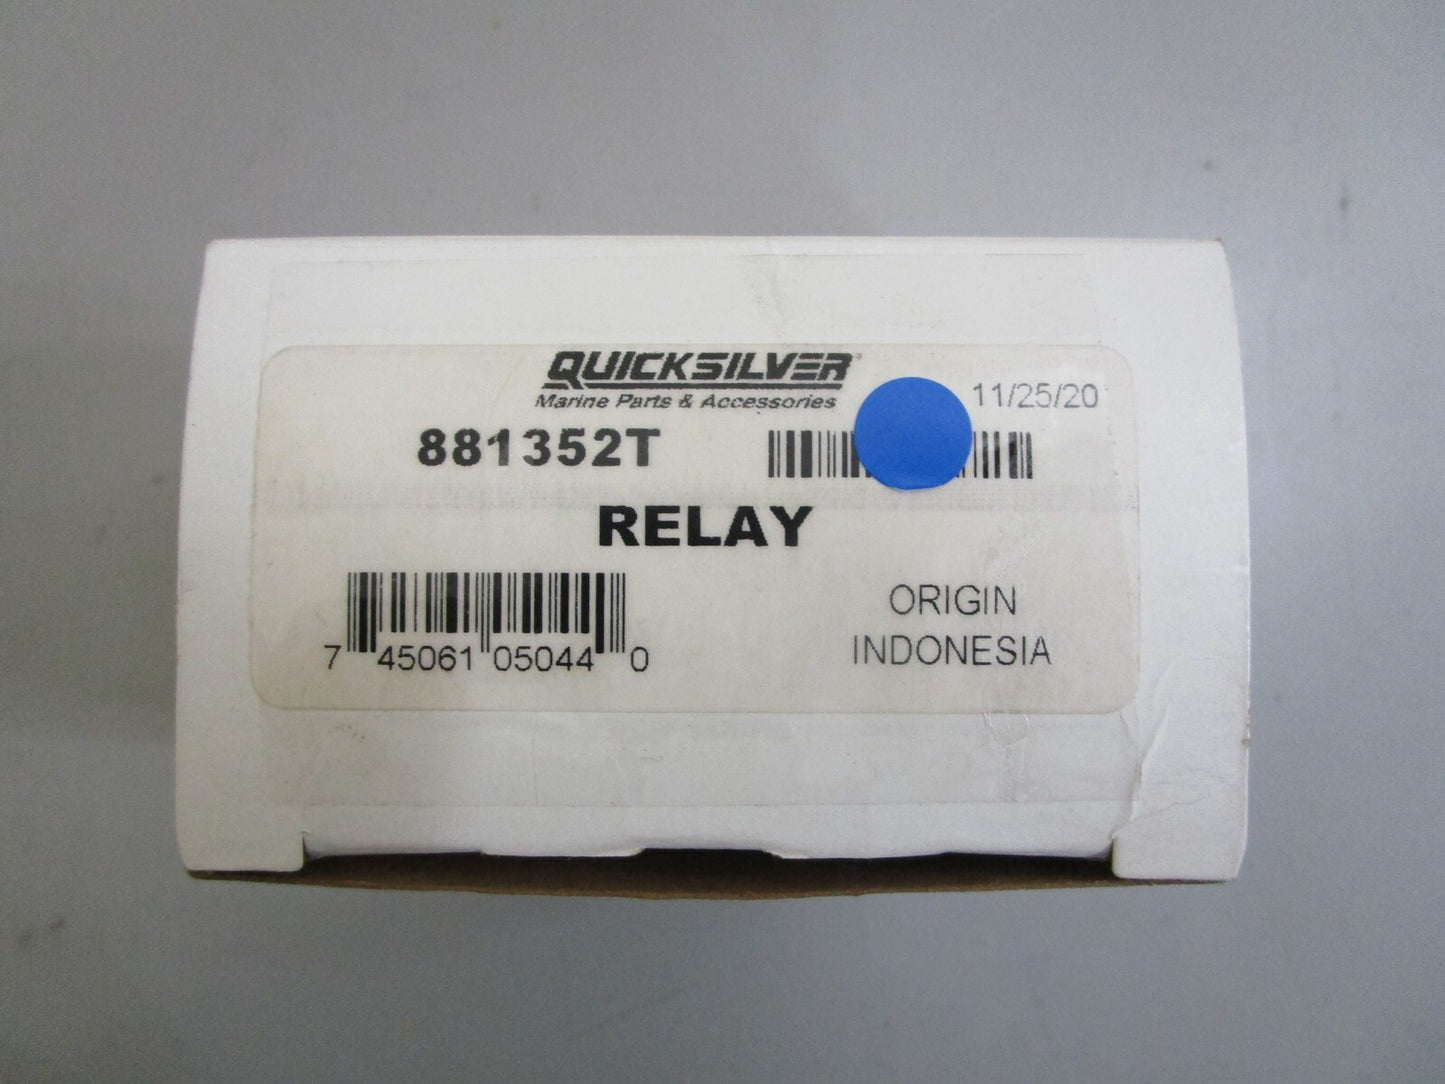 QUICKSILVER
Marine Parts & Accessories
11/25/20
881352T
RELAY
7 45061 05044 0
ORIGIN
INDONESIA